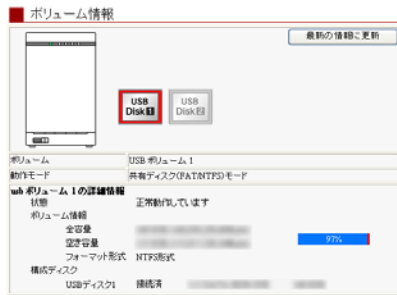 ボリューム情報
最新の情報に更新
USB Disk 1
USB Disk 2
ボリューム USB ボリューム 1
動作モード 共有ディスク(FAT/NTFS)モード
usb ボリューム 1の詳細情報
状態 正常動作しています
ボリューム情報
全容量
空き容量 97%
フォーマット形式 NTFS形式
構成ディスク
USBディスク1 接続済